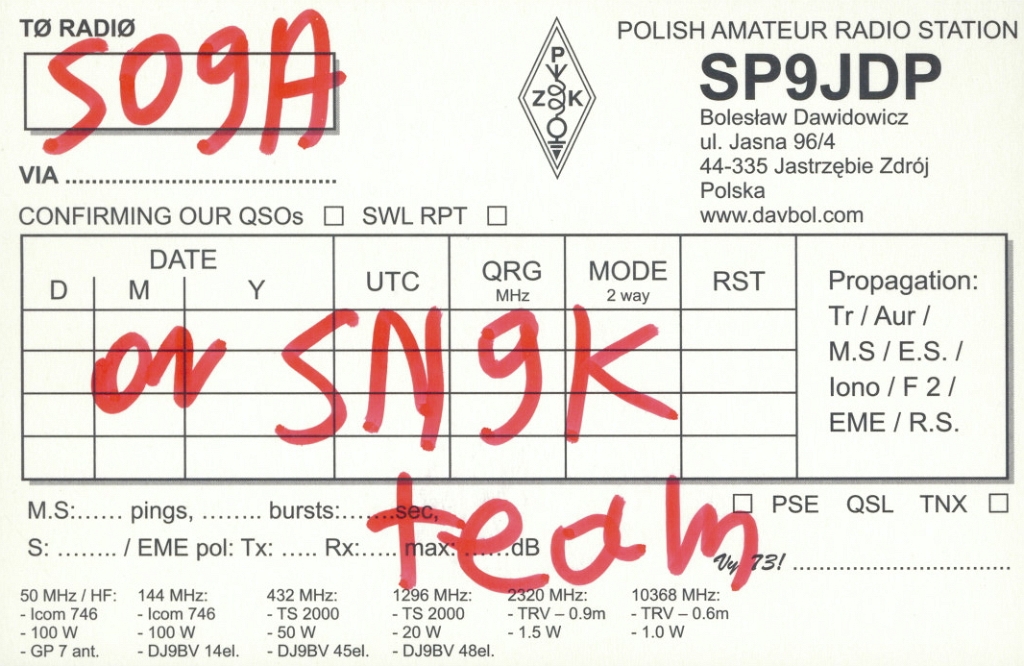 TØ RADIØ
SO9A
VIA ......................................................
CONFIRMING OUR QSOs □ SWL RPT □
P
Z K
POLISH AMATEUR RADIO STATION
SP9JDP
Bolesław Dawidowicz
ul. Jasna 96/4
44-335 Jastrzębie Zdrój
Polska
www.davbol.com
DATE UTC QRG MODE RST
D M Y MHz 2 way
Propagation:
Tr / Aur /
M.S / E.S. /
Iono / F 2 /
EME / R.S.
on SN9K
team
M.S:...... pings, ........ bursts:.......sec,
□ PSE QSL TNX □
S: ........ / EME pol: Tx: ..... Rx:..... max: .......dB
Vy 73! ......................................
50 MHz / HF:
- Icom 746
- 100 W
- GP 7 ant.
144 MHz:
- Icom 746
- 100 W
- DJ9BV 14el.
432 MHz:
- TS 2000
- 50 W
- DJ9BV 45el.
1296 MHz:
- TS 2000
- 20 W
- DJ9BV 48el.
2320 MHz:
- TRV – 0.9m
- 1.5 W
10368 MHz:
- TRV – 0.6m
- 1.0 W